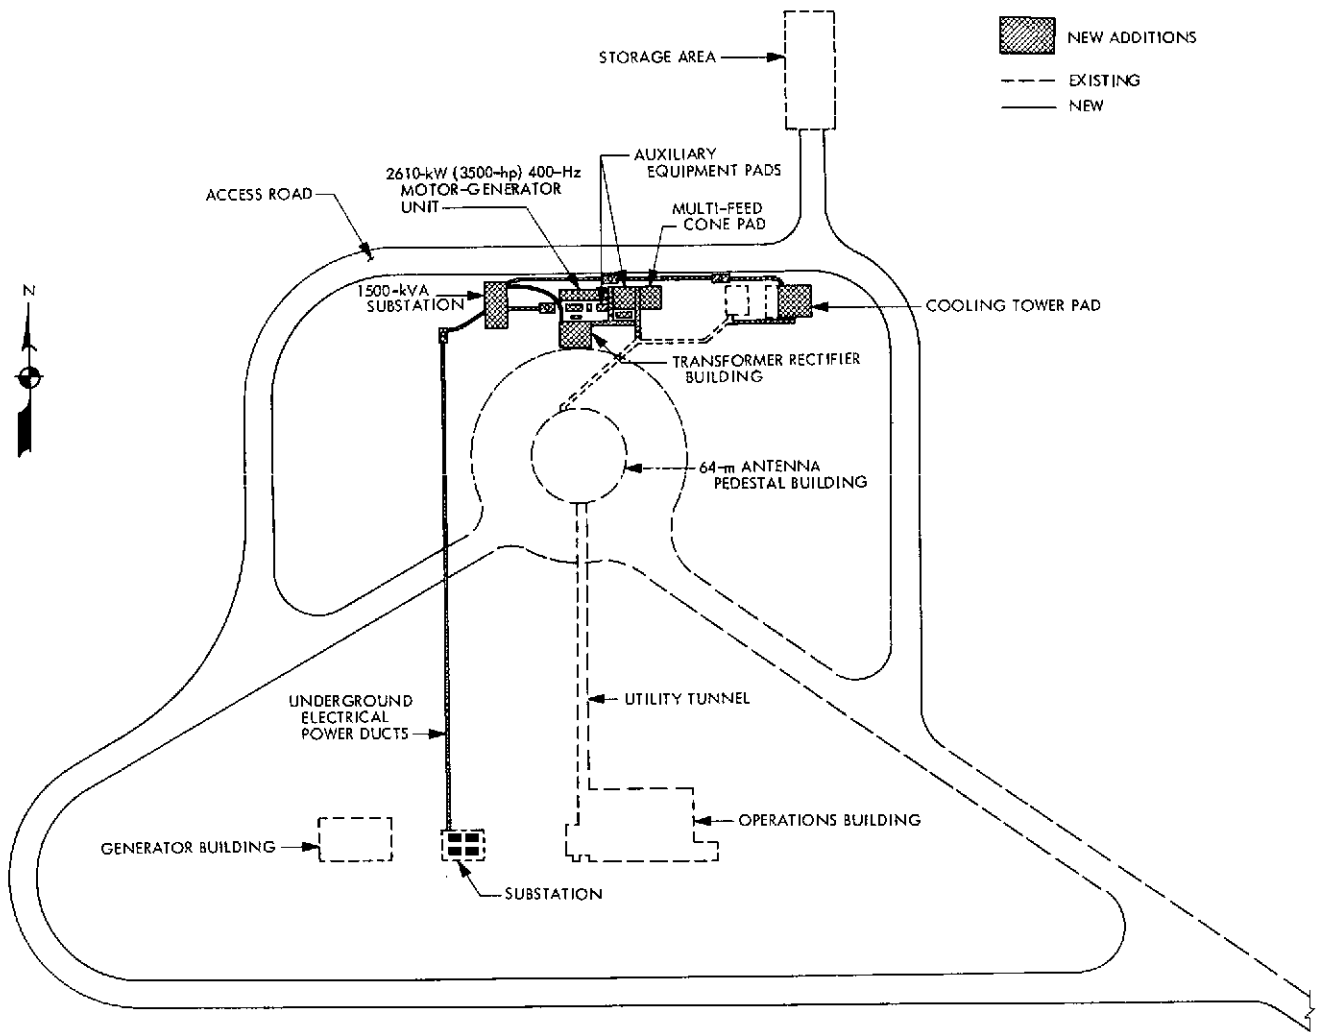 NEW ADDITIONS
STORAGE AREA
EXISTING
NEW
AUXILIARY
EQUIPMENT PADS
2610-kW (3500-hp) 400-Hz
MOTOR-GENERATOR
UNIT
ACCESS ROAD
MULTI-FEED
CONE PAD
N
1500-kVA
SUBSTATION
COOLING TOWER PAD
TRANSFORMER RECTIFIER
BUILDING
64-m ANTENNA
PEDESTAL BUILDING
UNDERGROUND
ELECTRICAL
POWER DUCTS
UTILITY TUNNEL
OPERATIONS BUILDING
GENERATOR BUILDING
SUBSTATION